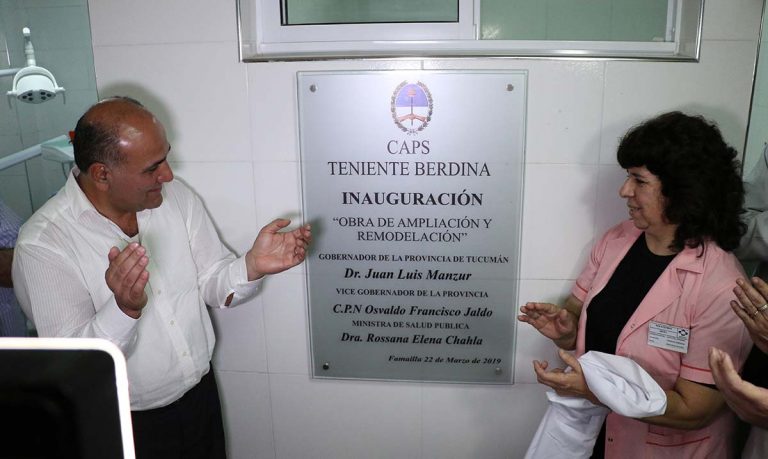 CAPS
TENIENTE BERDINA
INAUGURACIÓN
“OBRA DE AMPLIACIÓN Y
REMODELACIÓN”
GOBERNADOR DE LA PROVINCIA DE TUCUMÁN
Dr. Juan Luis Manzur
VICE GOBERNADOR DE LA PROVINCIA
C.P.N Osvaldo Francisco Jaldo
MINISTRA DE SALUD PUBLICA
Dra. Rossana Elena Chahla
Famailla 22 de Marzo de 2019